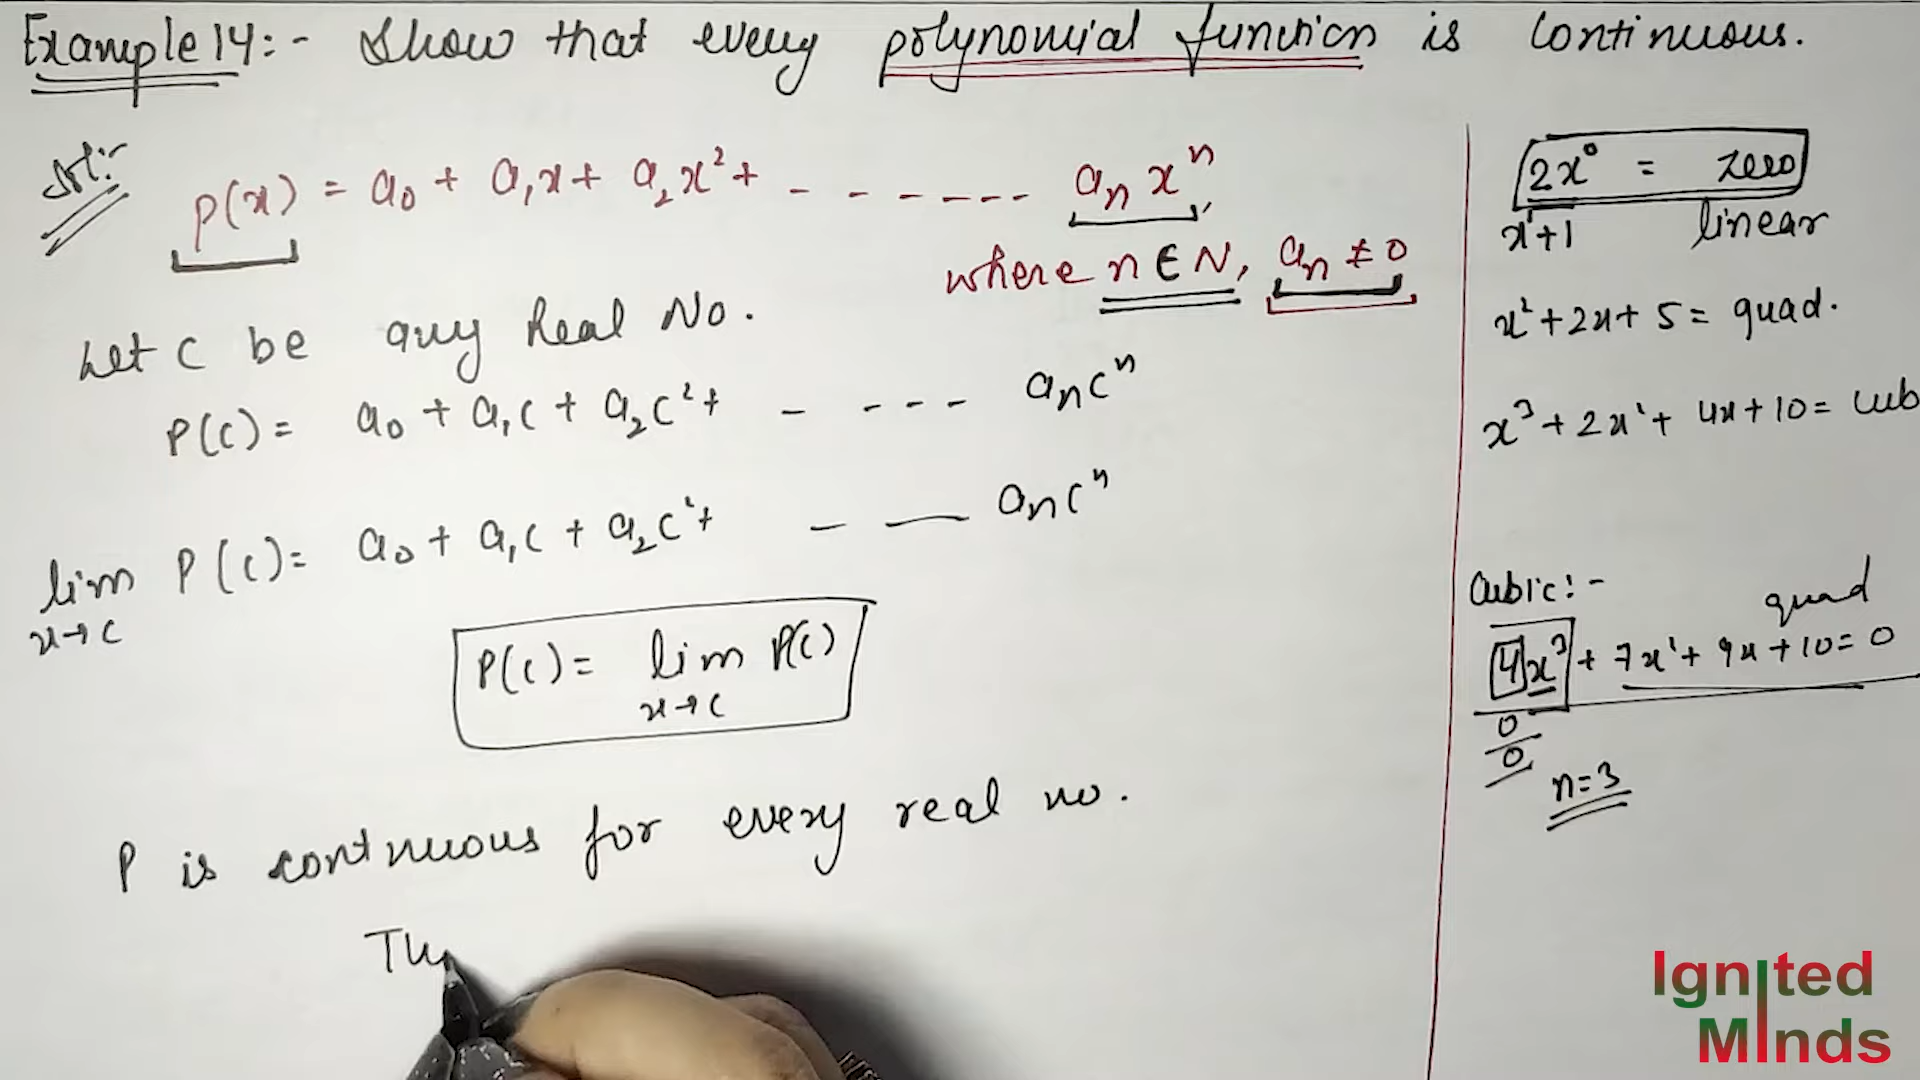 Example 14:- Show that every polynomial function is continuous.
Sol:-
p(x) = a₀ + a₁x + a₂x² + - - - - - - aₙxⁿ,
where n ∈ N, aₙ ≠ 0
Let C be any Real No.
P(C) = a₀ + a₁C + a₂C² + - - - - aₙCⁿ
lim P(C) = a₀ + a₁C + a₂C² + - — aₙCⁿ
x→C
P(C) = lim P(C)
x→C
P is continuous for every real no.
Th
2x⁰ = zero
x¹+1 linear
x²+2x+5 = quad.
x³+2x²+4x+10 = cub
Cubic:-
quad
4x³ + 7x²+9x+10=0
0
0
n=3
Ignited
Minds